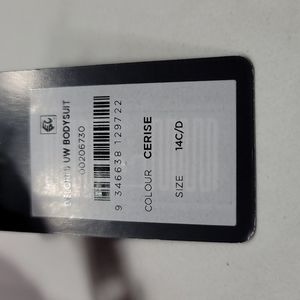 UW BODYSUIT
00206730
9 346638 129722
COLOUR CERISE
SIZE 14C/D